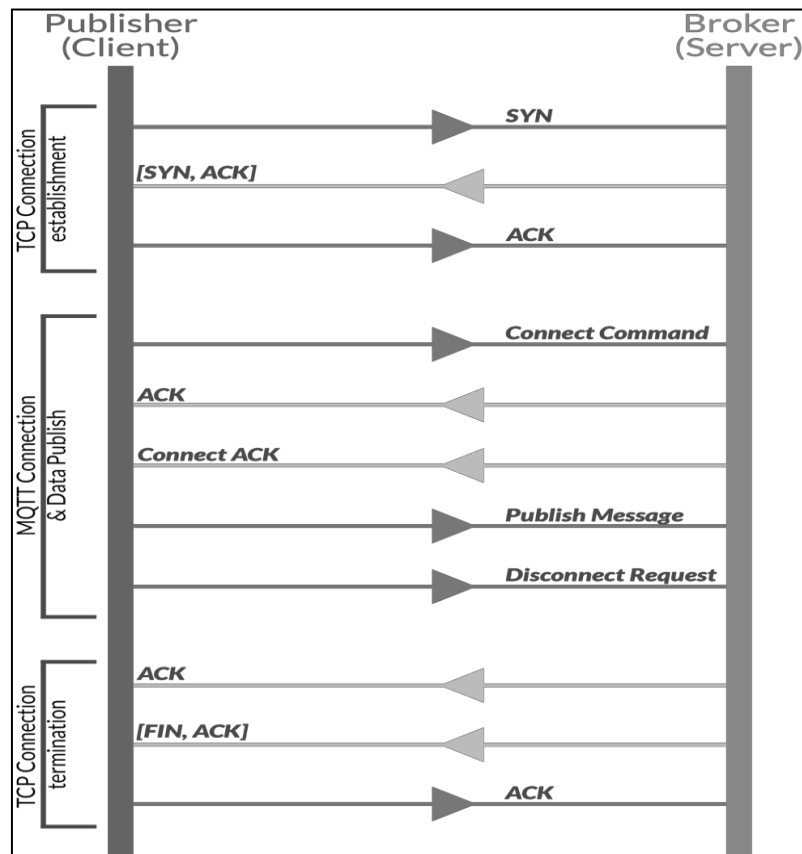 Publisher
(Client)
Broker
(Server)
TCP Connection
establishment
SYN
[SYN, ACK]
ACK
MQTT Connection
& Data Publish
Connect Command
ACK
Connect ACK
Publish Message
Disconnect Request
TCP Connection
termination
ACK
[FIN, ACK]
ACK